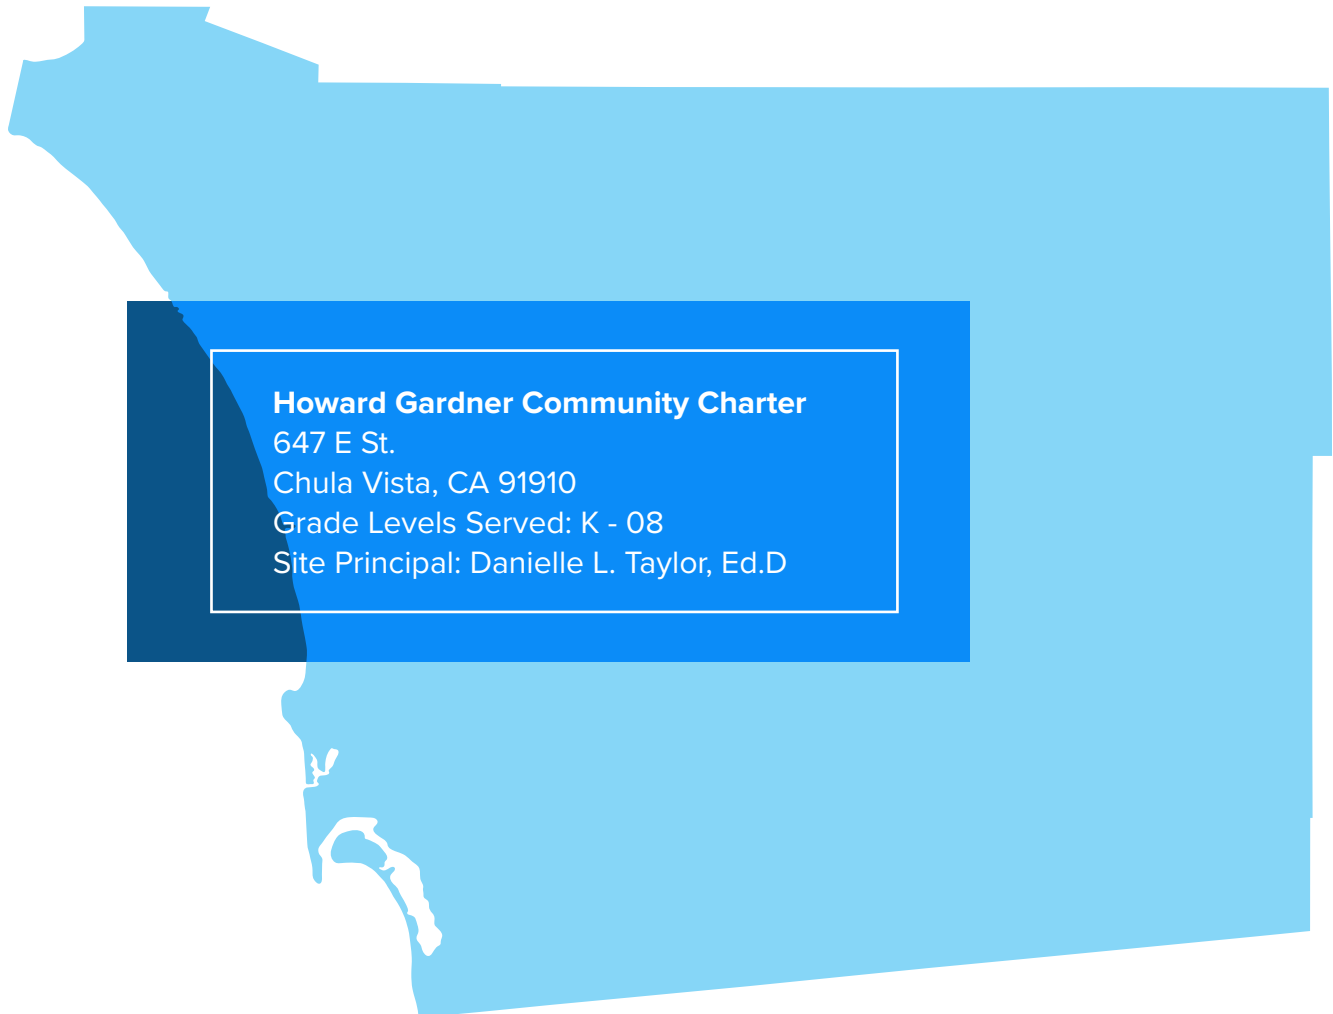 Howard Gardner Community Charter
647 E St.
Chula Vista, CA 91910
Grade Levels Served: K - 08
Site Principal: Danielle L. Taylor, Ed.D